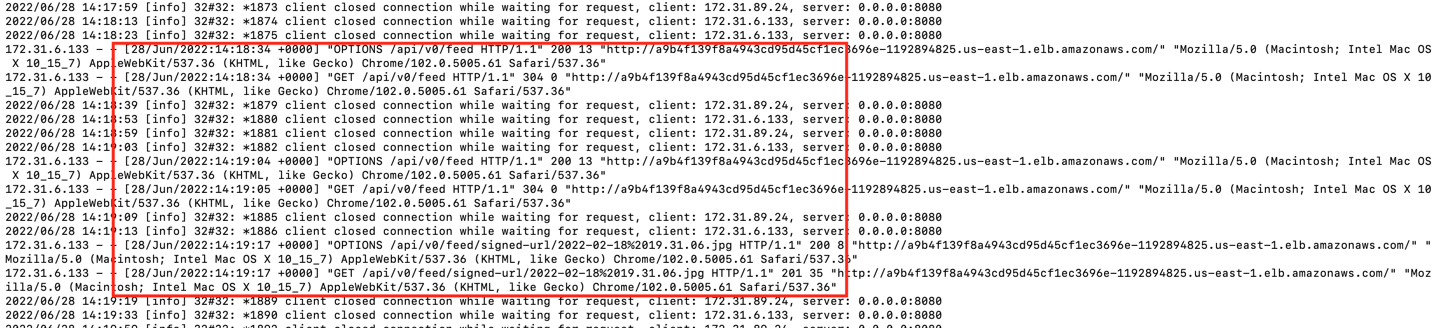 2022/06/28 14:17:59 [info] 32#32: *1873 client closed connection while waiting for request, client: 172.31.89.24, server: 0.0.0.0:8080
2022/06/28 14:18:13 [info] 32#32: *1874 client closed connection while waiting for request, client: 172.31.6.133, server: 0.0.0.0:8080
2022/06/28 14:18:23 [info] 32#32: *1875 client closed connection while waiting for request, client: 172.31.6.133, server: 0.0.0.0:8080
172.31.6.133 - - [28/Jun/2022:14:18:34 +0000] "OPTIONS /api/v0/feed HTTP/1.1" 200 13 "http://a9b4f139f8a4943cd95d45cf1ec3696e-1192894825.us-east-1.elb.amazonaws.com/" "Mozilla/5.0 (Macintosh; Intel Mac OS
X 10_15_7) AppleWebKit/537.36 (KHTML, like Gecko) Chrome/102.0.5005.61 Safari/537.36"
172.31.6.133 - - [28/Jun/2022:14:18:34 +0000] "GET /api/v0/feed HTTP/1.1" 304 0 "http://a9b4f139f8a4943cd95d45cf1ec3696e-1192894825.us-east-1.elb.amazonaws.com/" "Mozilla/5.0 (Macintosh; Intel Mac OS X 10
_15_7) AppleWebKit/537.36 (KHTML, like Gecko) Chrome/102.0.5005.61 Safari/537.36"
2022/06/28 14:18:39 [info] 32#32: *1879 client closed connection while waiting for request, client: 172.31.89.24, server: 0.0.0.0:8080
2022/06/28 14:18:53 [info] 32#32: *1880 client closed connection while waiting for request, client: 172.31.6.133, server: 0.0.0.0:8080
2022/06/28 14:18:59 [info] 32#32: *1881 client closed connection while waiting for request, client: 172.31.89.24, server: 0.0.0.0:8080
2022/06/28 14:19:03 [info] 32#32: *1882 client closed connection while waiting for request, client: 172.31.6.133, server: 0.0.0.0:8080
172.31.6.133 - - [28/Jun/2022:14:19:04 +0000] "OPTIONS /api/v0/feed HTTP/1.1" 200 13 "http://a9b4f139f8a4943cd95d45cf1ec3696e-1192894825.us-east-1.elb.amazonaws.com/" "Mozilla/5.0 (Macintosh; Intel Mac OS
X 10_15_7) AppleWebKit/537.36 (KHTML, like Gecko) Chrome/102.0.5005.61 Safari/537.36"
172.31.6.133 - - [28/Jun/2022:14:19:05 +0000] "GET /api/v0/feed HTTP/1.1" 304 0 "http://a9b4f139f8a4943cd95d45cf1ec3696e-1192894825.us-east-1.elb.amazonaws.com/" "Mozilla/5.0 (Macintosh; Intel Mac OS X 10
_15_7) AppleWebKit/537.36 (KHTML, like Gecko) Chrome/102.0.5005.61 Safari/537.36"
2022/06/28 14:19:09 [info] 32#32: *1885 client closed connection while waiting for request, client: 172.31.89.24, server: 0.0.0.0:8080
2022/06/28 14:19:13 [info] 32#32: *1886 client closed connection while waiting for request, client: 172.31.6.133, server: 0.0.0.0:8080
172.31.6.133 - - [28/Jun/2022:14:19:17 +0000] "OPTIONS /api/v0/feed/signed-url/2022-02-18%2019.31.06.jpg HTTP/1.1" 200 8 "http://a9b4f139f8a4943cd95d45cf1ec3696e-1192894825.us-east-1.elb.amazonaws.com/" "
Mozilla/5.0 (Macintosh; Intel Mac OS X 10_15_7) AppleWebKit/537.36 (KHTML, like Gecko) Chrome/102.0.5005.61 Safari/537.36"
172.31.6.133 - - [28/Jun/2022:14:19:17 +0000] "GET /api/v0/feed/signed-url/2022-02-18%2019.31.06.jpg HTTP/1.1" 201 35 "http://a9b4f139f8a4943cd95d45cf1ec3696e-1192894825.us-east-1.elb.amazonaws.com/" "Moz
illa/5.0 (Macintosh; Intel Mac OS X 10_15_7) AppleWebKit/537.36 (KHTML, like Gecko) Chrome/102.0.5005.61 Safari/537.36"
2022/06/28 14:19:19 [info] 32#32: *1889 client closed connection while waiting for request, client: 172.31.89.24, server: 0.0.0.0:8080
2022/06/28 14:19:33 [info] 32#32: *1890 client closed connection while waiting for request, client: 172.31.6.133, server: 0.0.0.0:8080